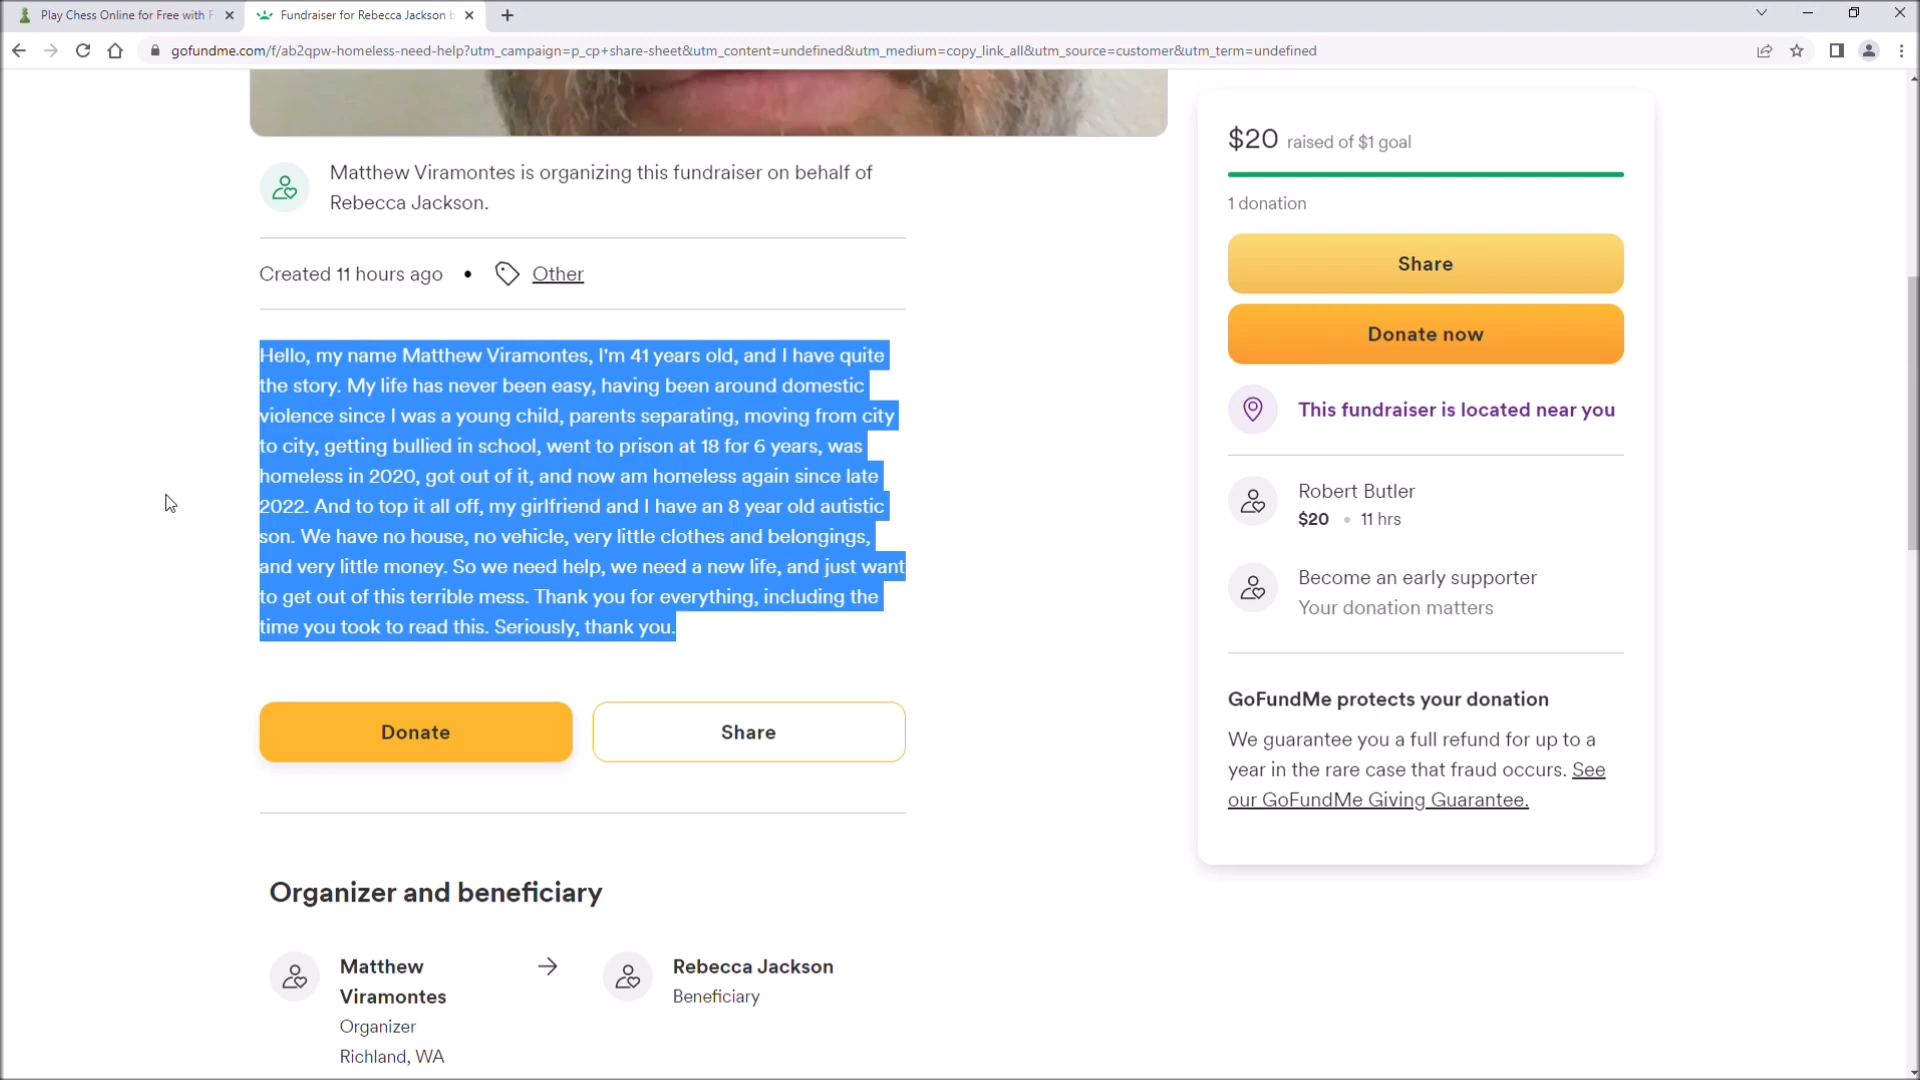 Play Chess Online for Free with F
Fundraiser for Rebecca Jackson b
gofundme.com/f/ab2qpw-homeless-need-help?utm_campaign=p_cp+share-sheet&utm_content=undefined&utm_medium=copy_link_all&utm_source=customer&utm_term=undefined
Matthew Viramontes is organizing this fundraiser on behalf of
Rebecca Jackson.
Created 11 hours ago • Other
Hello, my name Matthew Viramontes, I'm 41 years old, and I have quite
the story. My life has never been easy, having been around domestic
violence since I was a young child, parents separating, moving from city
to city, getting bullied in school, went to prison at 18 for 6 years, was
homeless in 2020, got out of it, and now am homeless again since late
2022. And to top it all off, my girlfriend and I have an 8 year old autistic
son. We have no house, no vehicle, very little clothes and belongings,
and very little money. So we need help, we need a new life, and just want
to get out of this terrible mess. Thank you for everything, including the
time you took to read this. Seriously, thank you.
Donate
Share
Organizer and beneficiary
Matthew
Viramontes
Organizer
Richland, WA
Rebecca Jackson
Beneficiary
$20 raised of $1 goal
1 donation
Share
Donate now
This fundraiser is located near you
Robert Butler
$20 • 11 hrs
Become an early supporter
Your donation matters
GoFundMe protects your donation
We guarantee you a full refund for up to a
year in the rare case that fraud occurs. See
our GoFundMe Giving Guarantee.